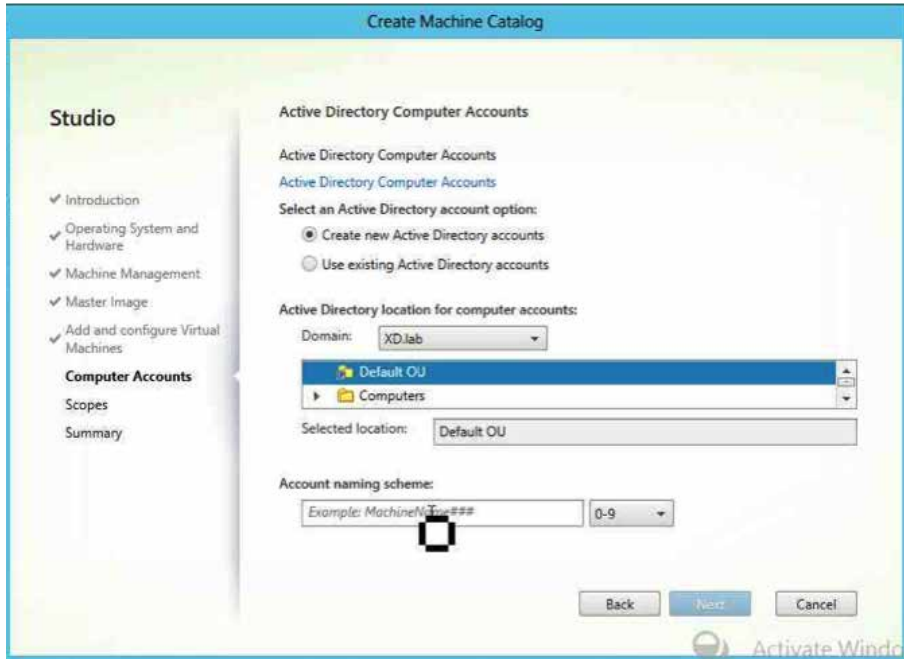 Create Machine Catalog
Studio
Introduction
Operating System and
Hardware
Machine Management
Master Image
Add and configure Virtual
Machines
Computer Accounts
Scopes
Summary
Active Directory Computer Accounts
Active Directory Computer Accounts
Active Directory Computer Accounts
Select an Active Directory account option:
Create new Active Directory accounts
Use existing Active Directory accounts
Active Directory location for computer accounts:
Domain: XD.lab
Default OU
Computers
Selected location: Default OU
Account naming scheme:
Example: MachineName### 0-9
Back Next Cancel
Activate Windo